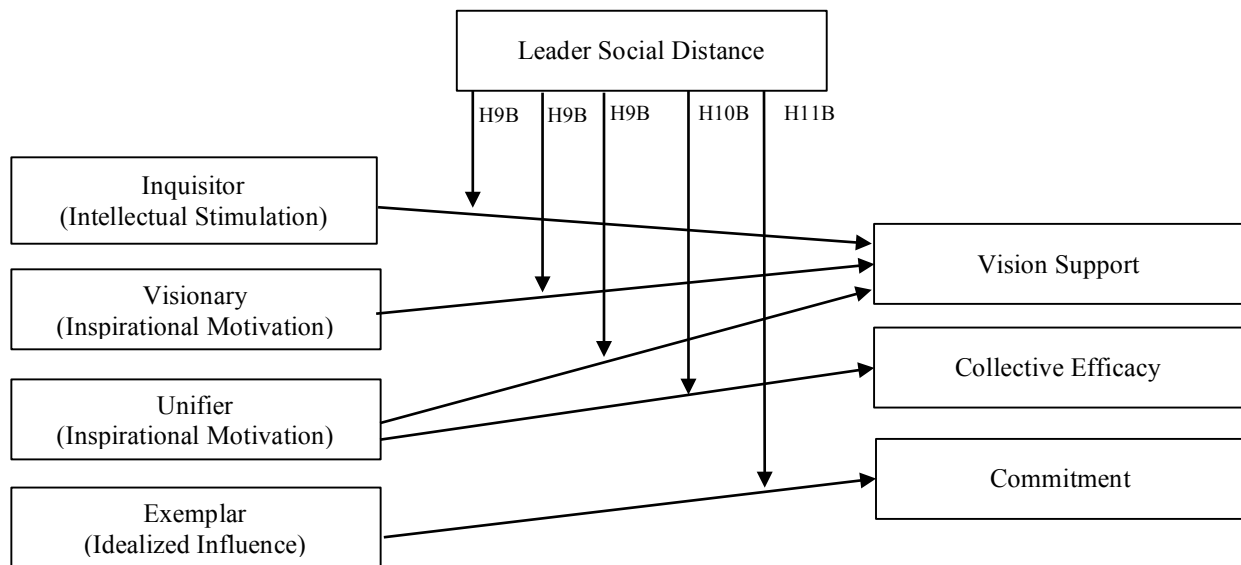 Leader Social Distance
H9B
H9B
H9B
H10B
H11B
Inquisitor
(Intellectual Stimulation)
Vision Support
Visionary
(Inspirational Motivation)
Collective Efficacy
Unifier
(Inspirational Motivation)
Commitment
Exemplar
(Idealized Influence)